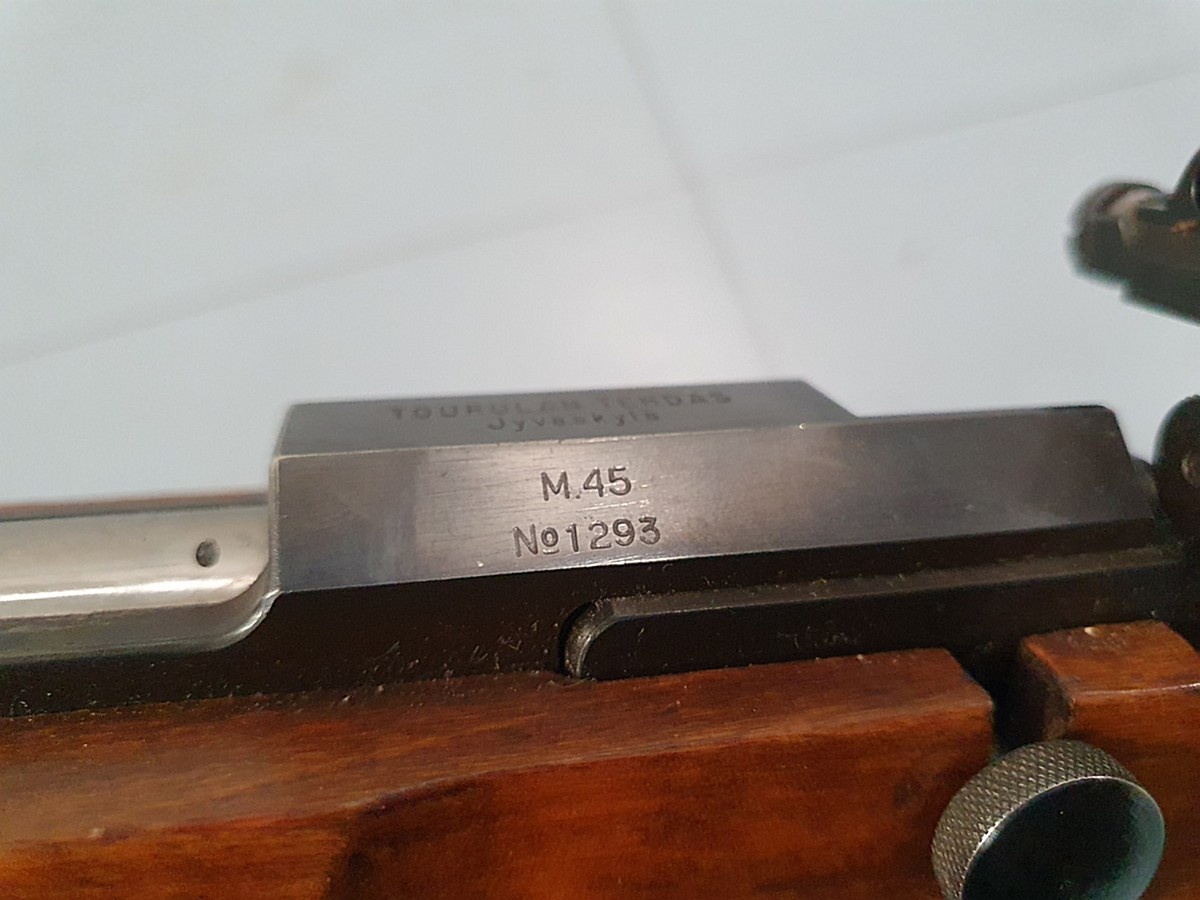 TOURULAN TEHDAS
Jyväskylä
M.45
№1293